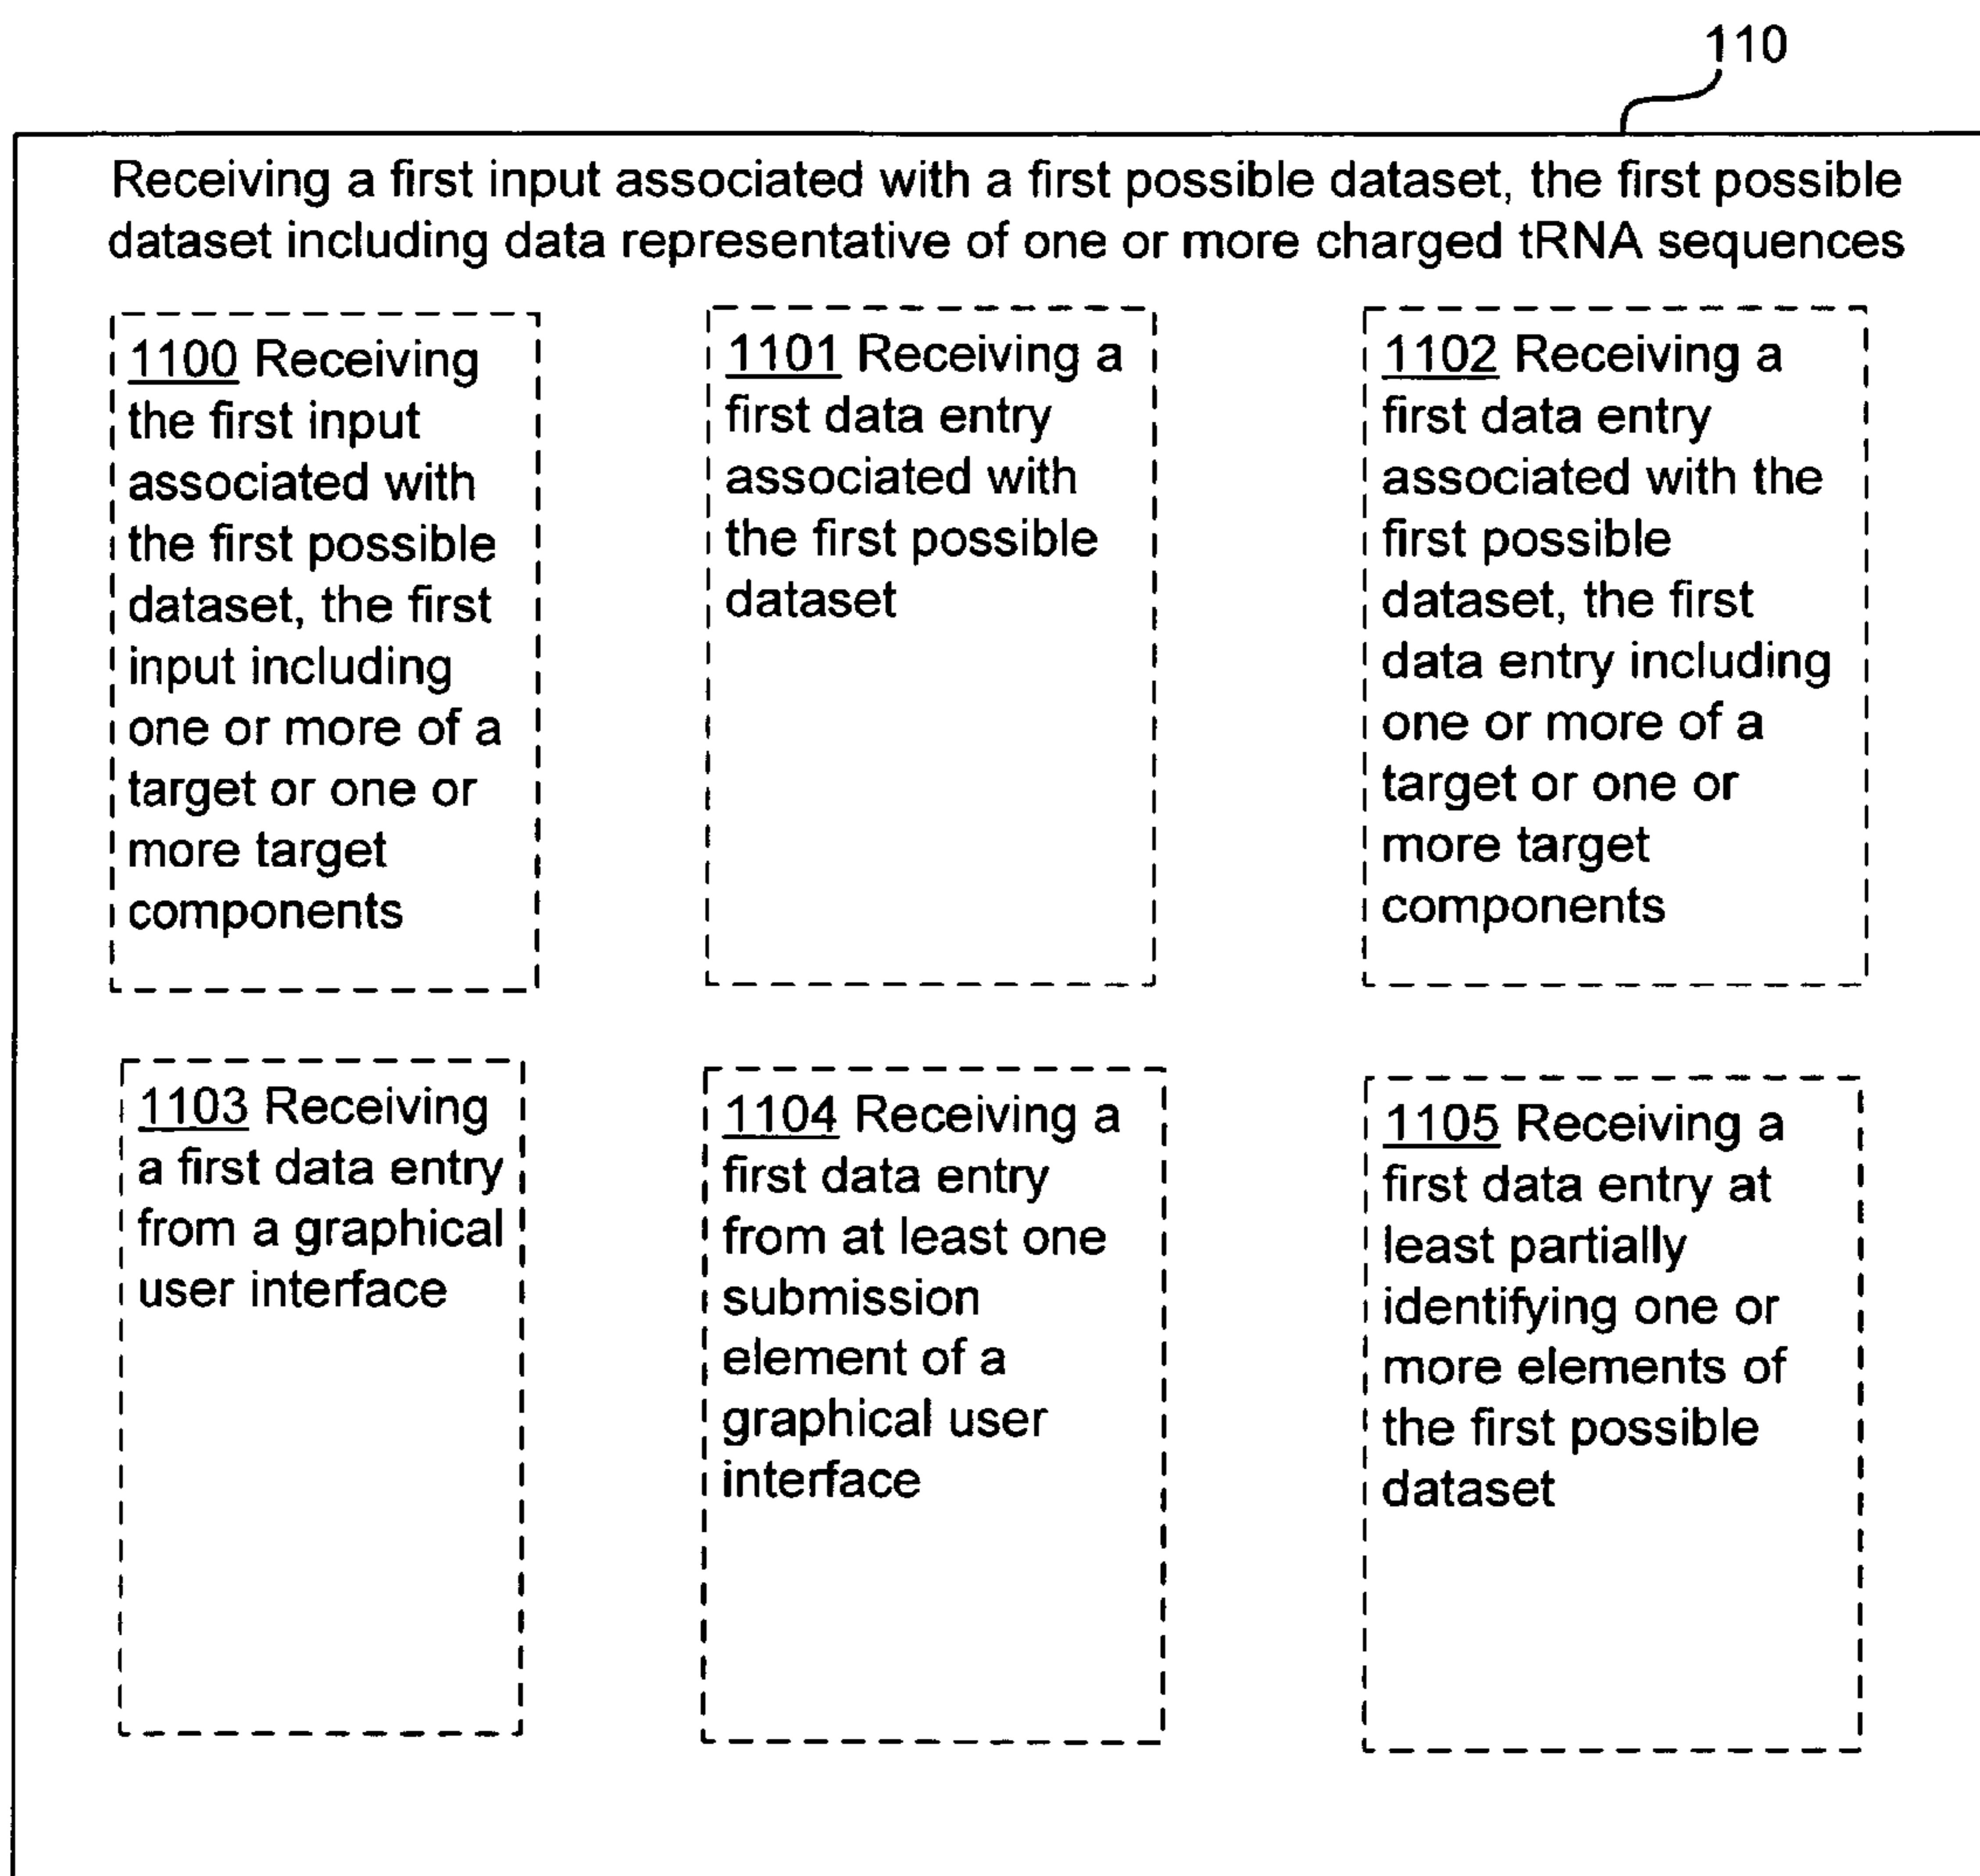 110
Receiving a first input associated with a first possible dataset, the first possible
dataset including data representative of one or more charged tRNA sequences
1100 Receiving
the first input
associated with
the first possible
dataset, the first
input including
one or more of a
target or one or
more target
components
1101 Receiving a
first data entry
associated with
the first possible
dataset
1102 Receiving a
first data entry
associated with the
first possible
dataset, the first
data entry including
one or more of a
target or one or
more target
components
1103 Receiving
a first data entry
from a graphical
user interface
1104 Receiving a
first data entry
from at least one
submission
element of a
graphical user
interface
1105 Receiving a
first data entry at
least partially
identifying one or
more elements of
the first possible
dataset